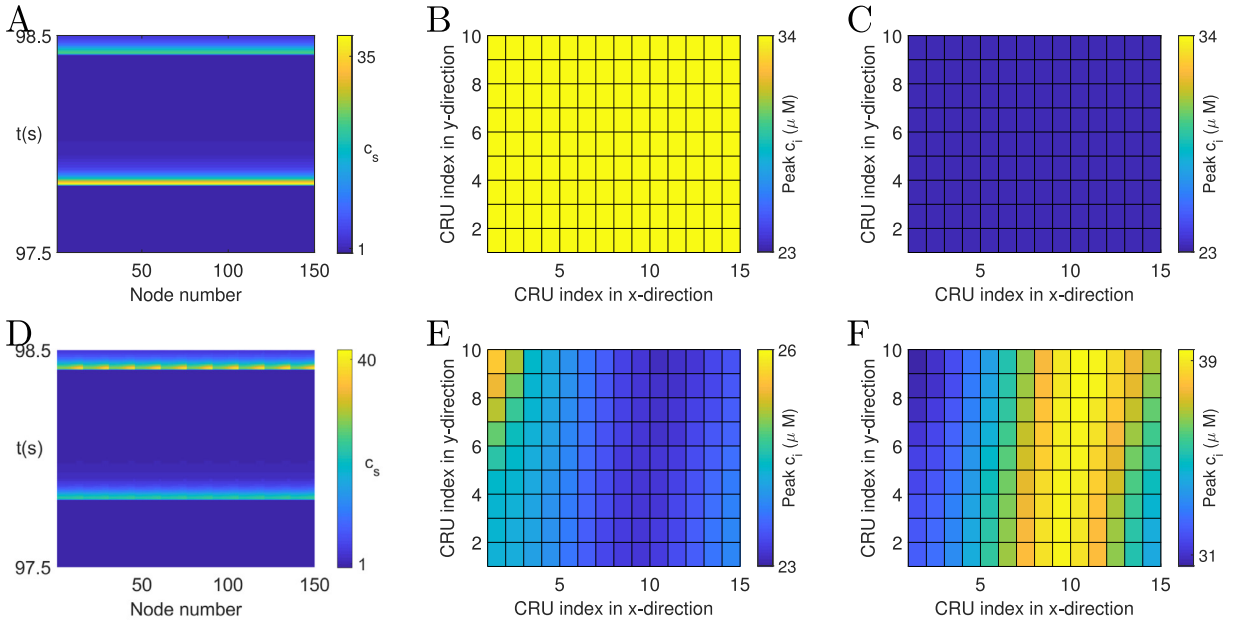 A
98.5
t(s)
97.5
50
100
150
Node number
35
c_s
1
B
10
8
6
4
2
CRU index in y-direction
5
10
15
CRU index in x-direction
34
Peak c_i (μ M)
23
C
10
8
6
4
2
CRU index in y-direction
5
10
15
CRU index in x-direction
34
Peak c_i (μ M)
23
D
98.5
t(s)
97.5
50
100
150
Node number
40
c_s
1
E
10
8
6
4
2
CRU index in y-direction
5
10
15
CRU index in x-direction
26
Peak c_i (μ M)
23
F
10
8
6
4
2
CRU index in y-direction
5
10
15
CRU index in x-direction
39
Peak c_i (μ M)
31